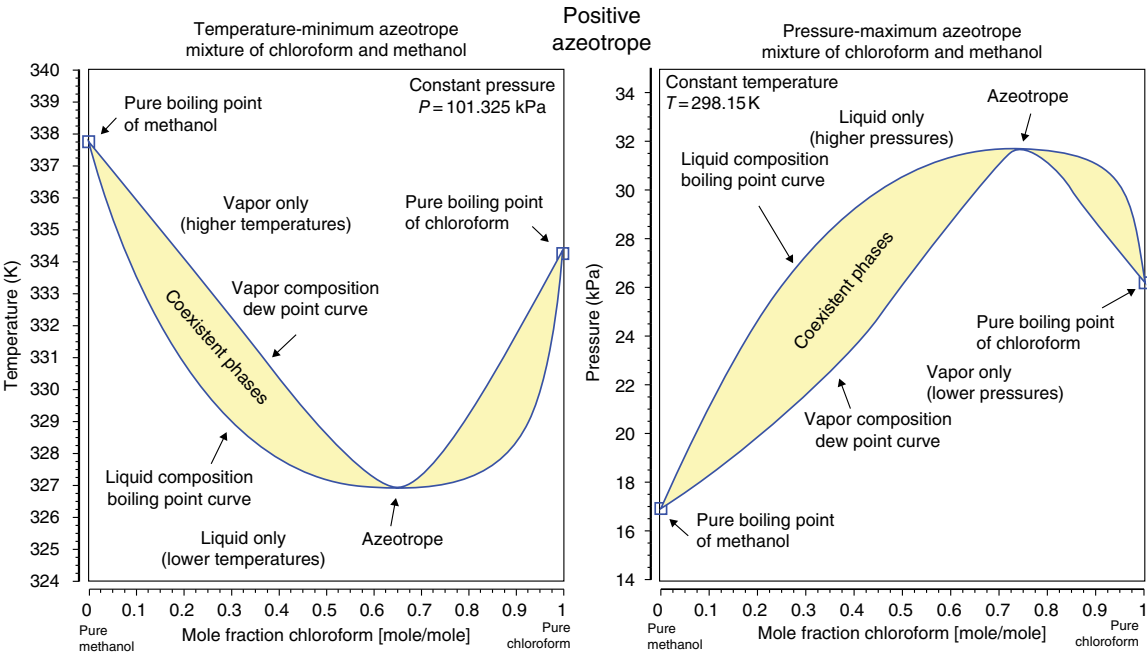 Positive
azeotrope
Temperature-minimum azeotrope
mixture of chloroform and methanol
340
339
338
337
336
335
334
333
332
331
330
329
328
327
326
325
324
Temperature (K)
Constant pressure
P = 101.325 kPa
Pure boiling point
of methanol
Vapor only
(higher temperatures)
Pure boiling point
of chloroform
Vapor composition
dew point curve
Coexistent phases
Liquid composition
boiling point curve
Liquid only
(lower temperatures)
Azeotrope
0 0.1 0.2 0.3 0.4 0.5 0.6 0.7 0.8 0.9 1
Pure
methanol
Mole fraction chloroform [mole/mole]
Pure
chloroform
Pressure-maximum azeotrope
mixture of chloroform and methanol
34
32
30
28
26
24
22
20
18
16
14
Pressure (kPa)
Constant temperature
T = 298.15 K
Azeotrope
Liquid only
(higher pressures)
Liquid composition
boiling point curve
Coexistent phases
Pure boiling point
of chloroform
Vapor only
(lower pressures)
Vapor composition
dew point curve
Pure boiling point
of methanol
0 0.1 0.2 0.3 0.4 0.5 0.6 0.7 0.8 0.9 1
Pure
methanol
Mole fraction chloroform [mole/mole]
Pure
chloroform